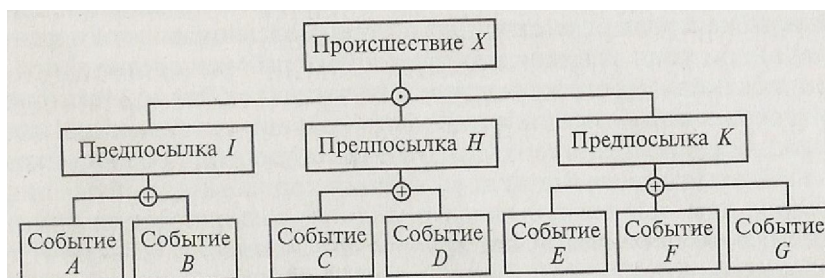 Происшествие X
Предпосылка I
Предпосылка H
Предпосылка K
Событие
A
Событие
B
Событие
C
Событие
D
Событие
E
Событие
F
Событие
G